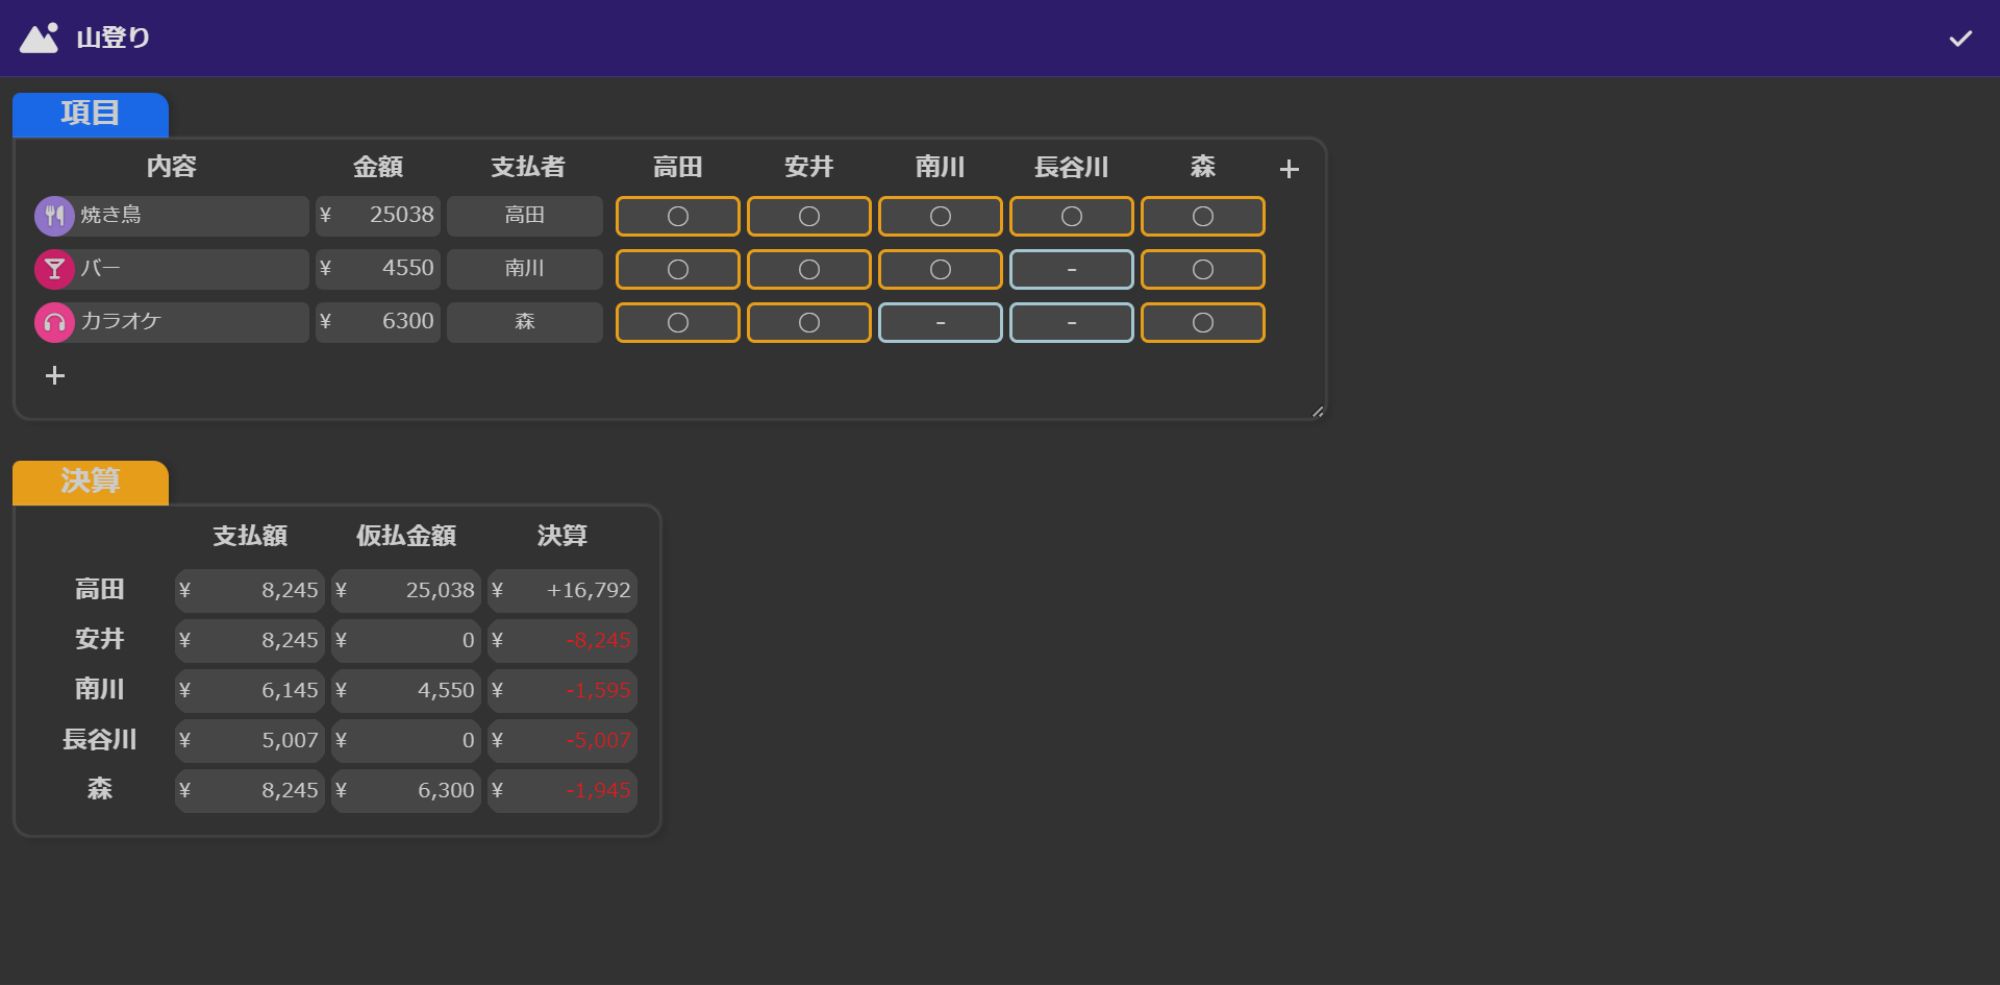 山登り
項目
内容 金額 支払者 高田 安井 南川 長谷川 森 +
焼き鳥 ¥ 25038 高田 ○ ○ ○ ○ ○
バー ¥ 4550 南川 ○ ○ ○ - ○
カラオケ ¥ 6300 森 ○ ○ - - ○
+
決算
支払額 仮払金額 決算
高田 ¥ 8,245 ¥ 25,038 ¥ +16,792
安井 ¥ 8,245 ¥ 0 ¥ -8,245
南川 ¥ 6,145 ¥ 4,550 ¥ -1,595
長谷川 ¥ 5,007 ¥ 0 ¥ -5,007
森 ¥ 8,245 ¥ 6,300 ¥ -1,945